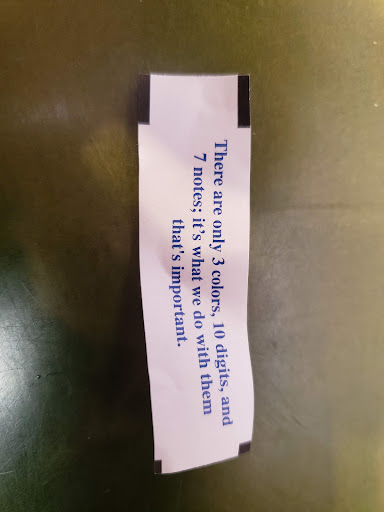 There are only 3 colors, 10 digits, and
7 notes; it's what we do with them
that's important.